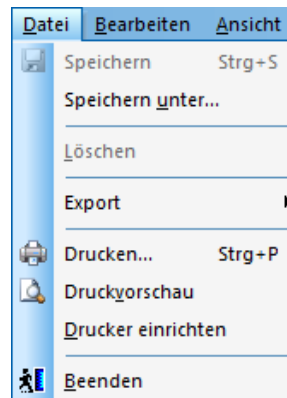 Datei Bearbeiten Ansicht
Speichern Strg+S
Speichern unter...
Löschen
Export
Drucken... Strg+P
Druckvorschau
Drucker einrichten
Beenden